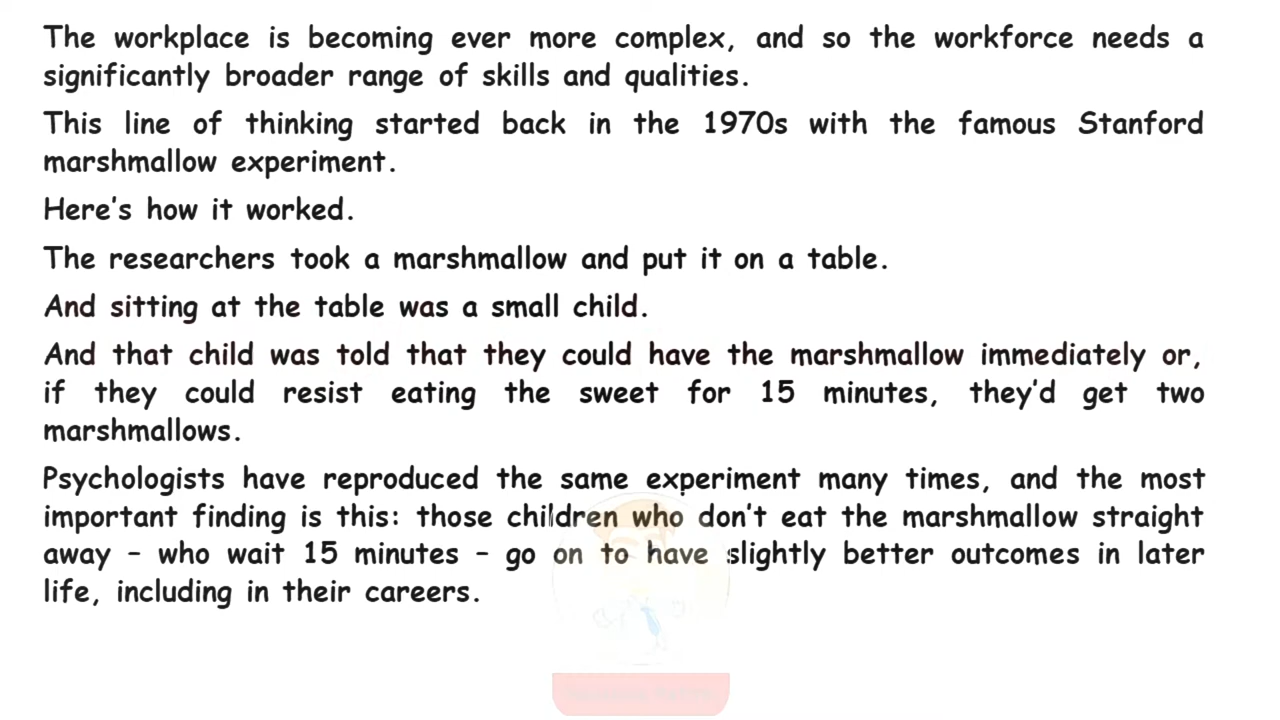 The workplace is becoming ever more complex, and so the workforce needs a
significantly broader range of skills and qualities.
This line of thinking started back in the 1970s with the famous Stanford
marshmallow experiment.
Here's how it worked.
The researchers took a marshmallow and put it on a table.
And sitting at the table was a small child.
And that child was told that they could have the marshmallow immediately or,
if they could resist eating the sweet for 15 minutes, they'd get two
marshmallows.
Psychologists have reproduced the same experiment many times, and the most
important finding is this: those children who don't eat the marshmallow straight
away – who wait 15 minutes – go on to have slightly better outcomes in later
life, including in their careers.